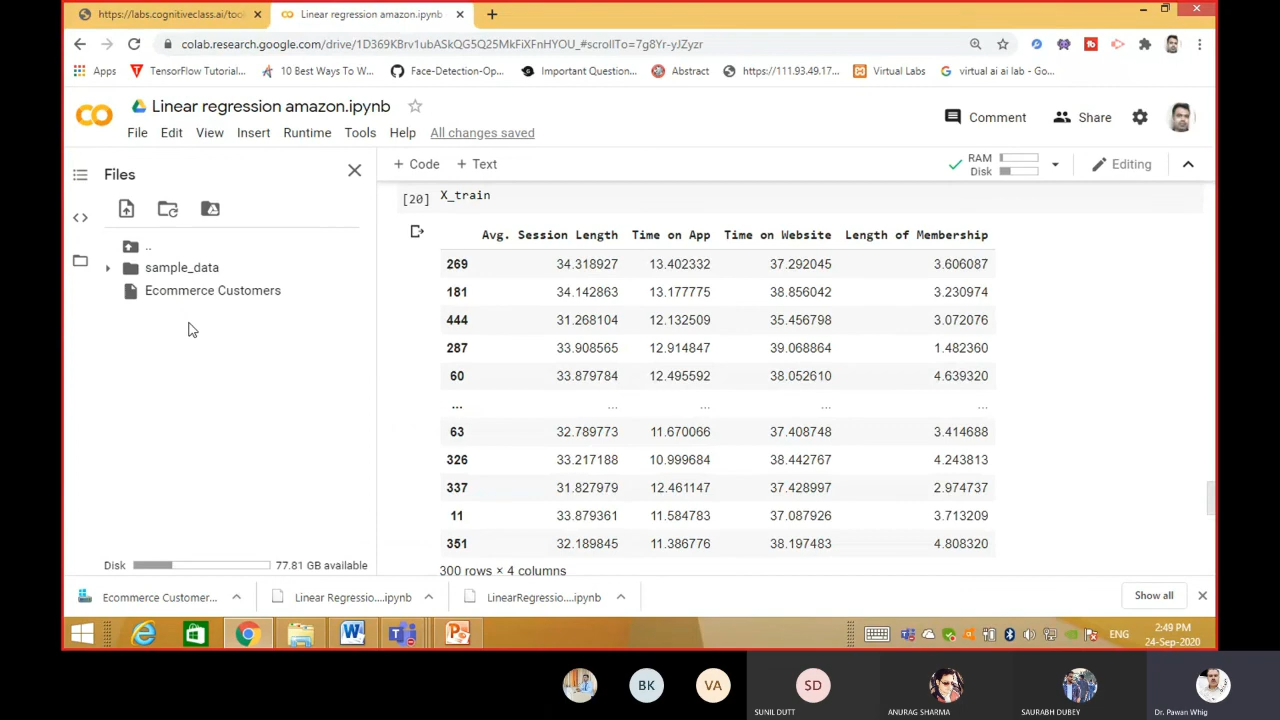 https://labs.cognitiveclass.ai/too
Linear regression amazon.ipynb
colab.research.google.com/drive/1D369KBrv1ubASkQG5Q25MkFiXFnHYOU_#scrollTo=7g8Yr-yJZyzr
Apps
TensorFlow Tutorial...
10 Best Ways To W...
Face-Detection-Op...
Important Question...
Abstract
https://111.93.49.17...
Virtual Labs
virtual ai ai lab - Go...
Linear regression amazon.ipynb
File Edit View Insert Runtime Tools Help All changes saved
Comment
Share
Files
+ Code + Text
RAM
Disk
Editing
..
sample_data
Ecommerce Customers
Disk 77.81 GB available
[20] X_train
Avg. Session Length Time on App Time on Website Length of Membership
269 34.318927 13.402332 37.292045 3.606087
181 34.142863 13.177775 38.856042 3.230974
444 31.268104 12.132509 35.456798 3.072076
287 33.908565 12.914847 39.068864 1.482360
60 33.879784 12.495592 38.052610 4.639320
... ... ... ... ...
63 32.789773 11.670066 37.408748 3.414688
326 33.217188 10.999684 38.442767 4.243813
337 31.827979 12.461147 37.428997 2.974737
11 33.879361 11.584783 37.087926 3.713209
351 32.189845 11.386776 38.197483 4.808320
300 rows × 4 columns
Ecommerce Customer...
Linear Regressio....ipynb
LinearRegressio....ipynb
Show all
ENG
2:49 PM
24-Sep-2020
BK
VA
SD
SUNIL DUTT
ANURAG SHARMA
SAURABH DUBEY
Dr. Pawan Whig